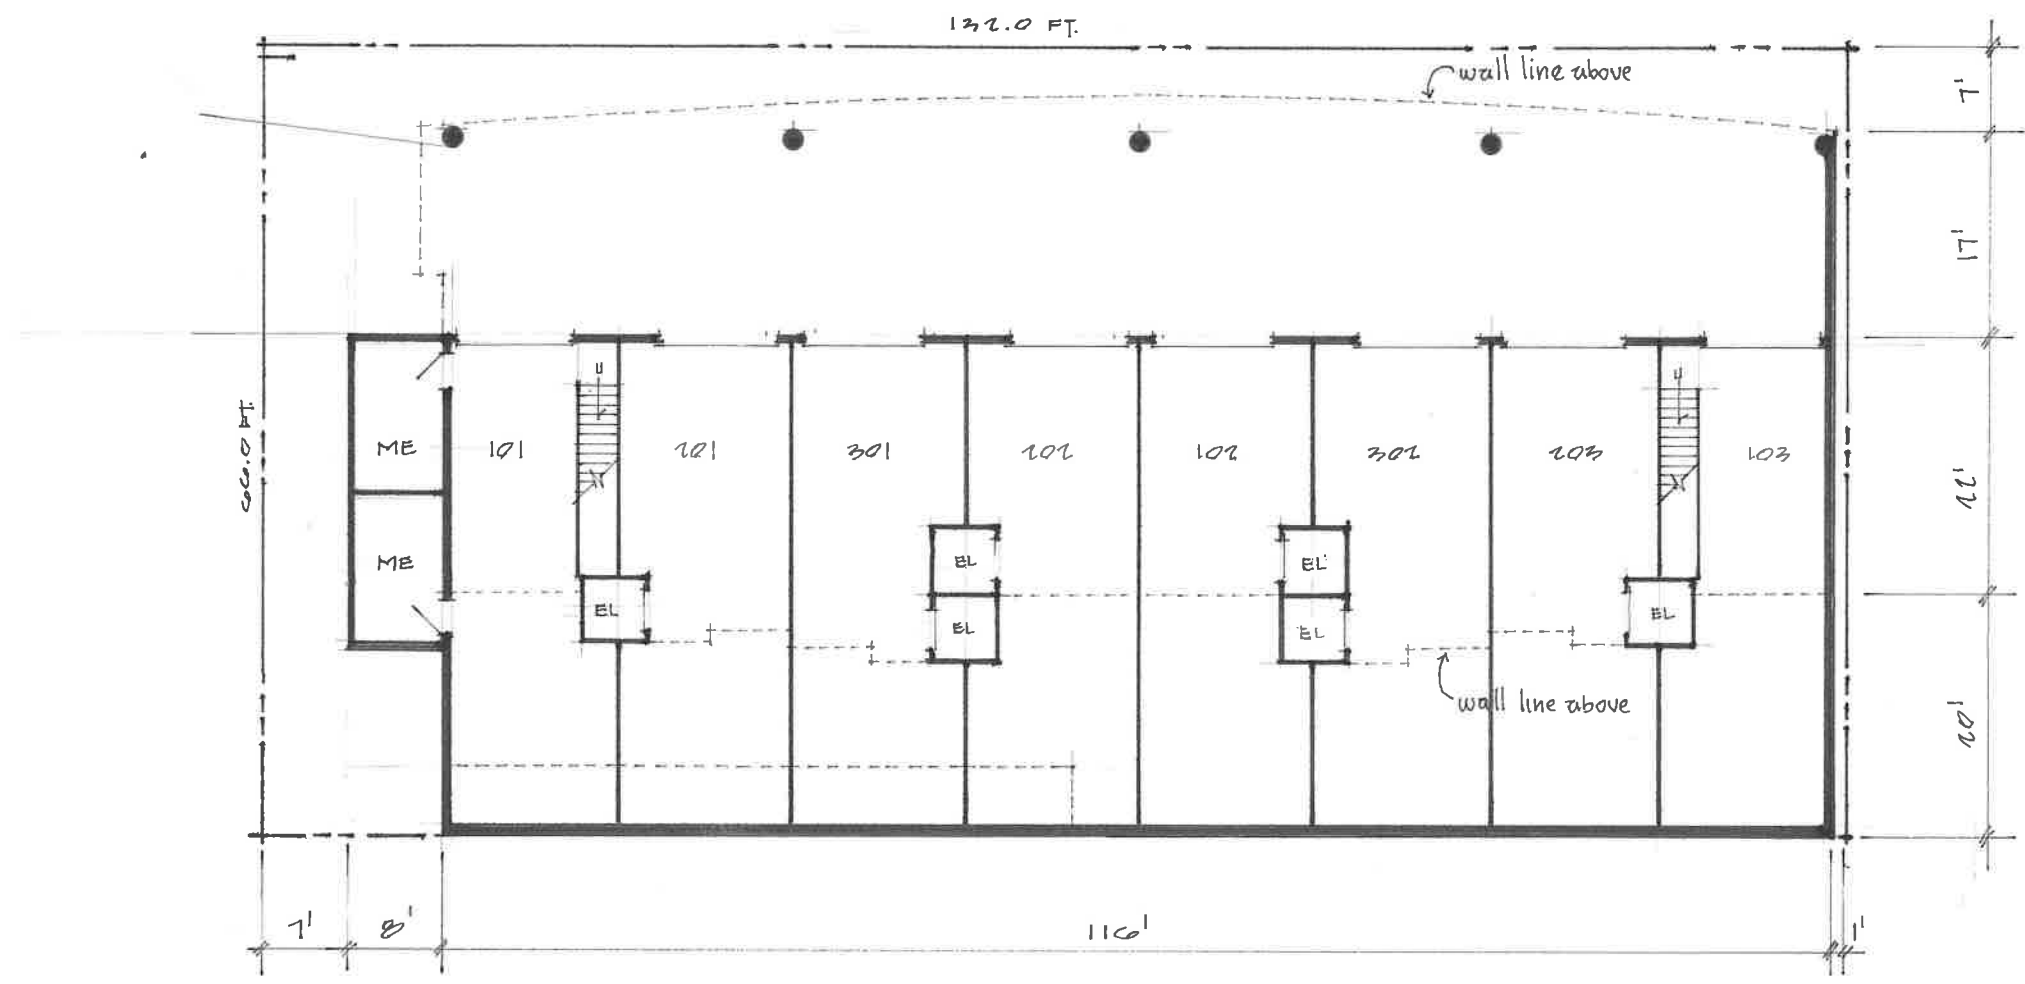 132.0 FT.
wall line above
7'
17'
U
U
66.0 FT.
ME
101
201
301
202
102
302
203
103
22'
ME
EL
EL
EL
EL
EL
EL
wall line above
20'
7'
8'
116'
1'